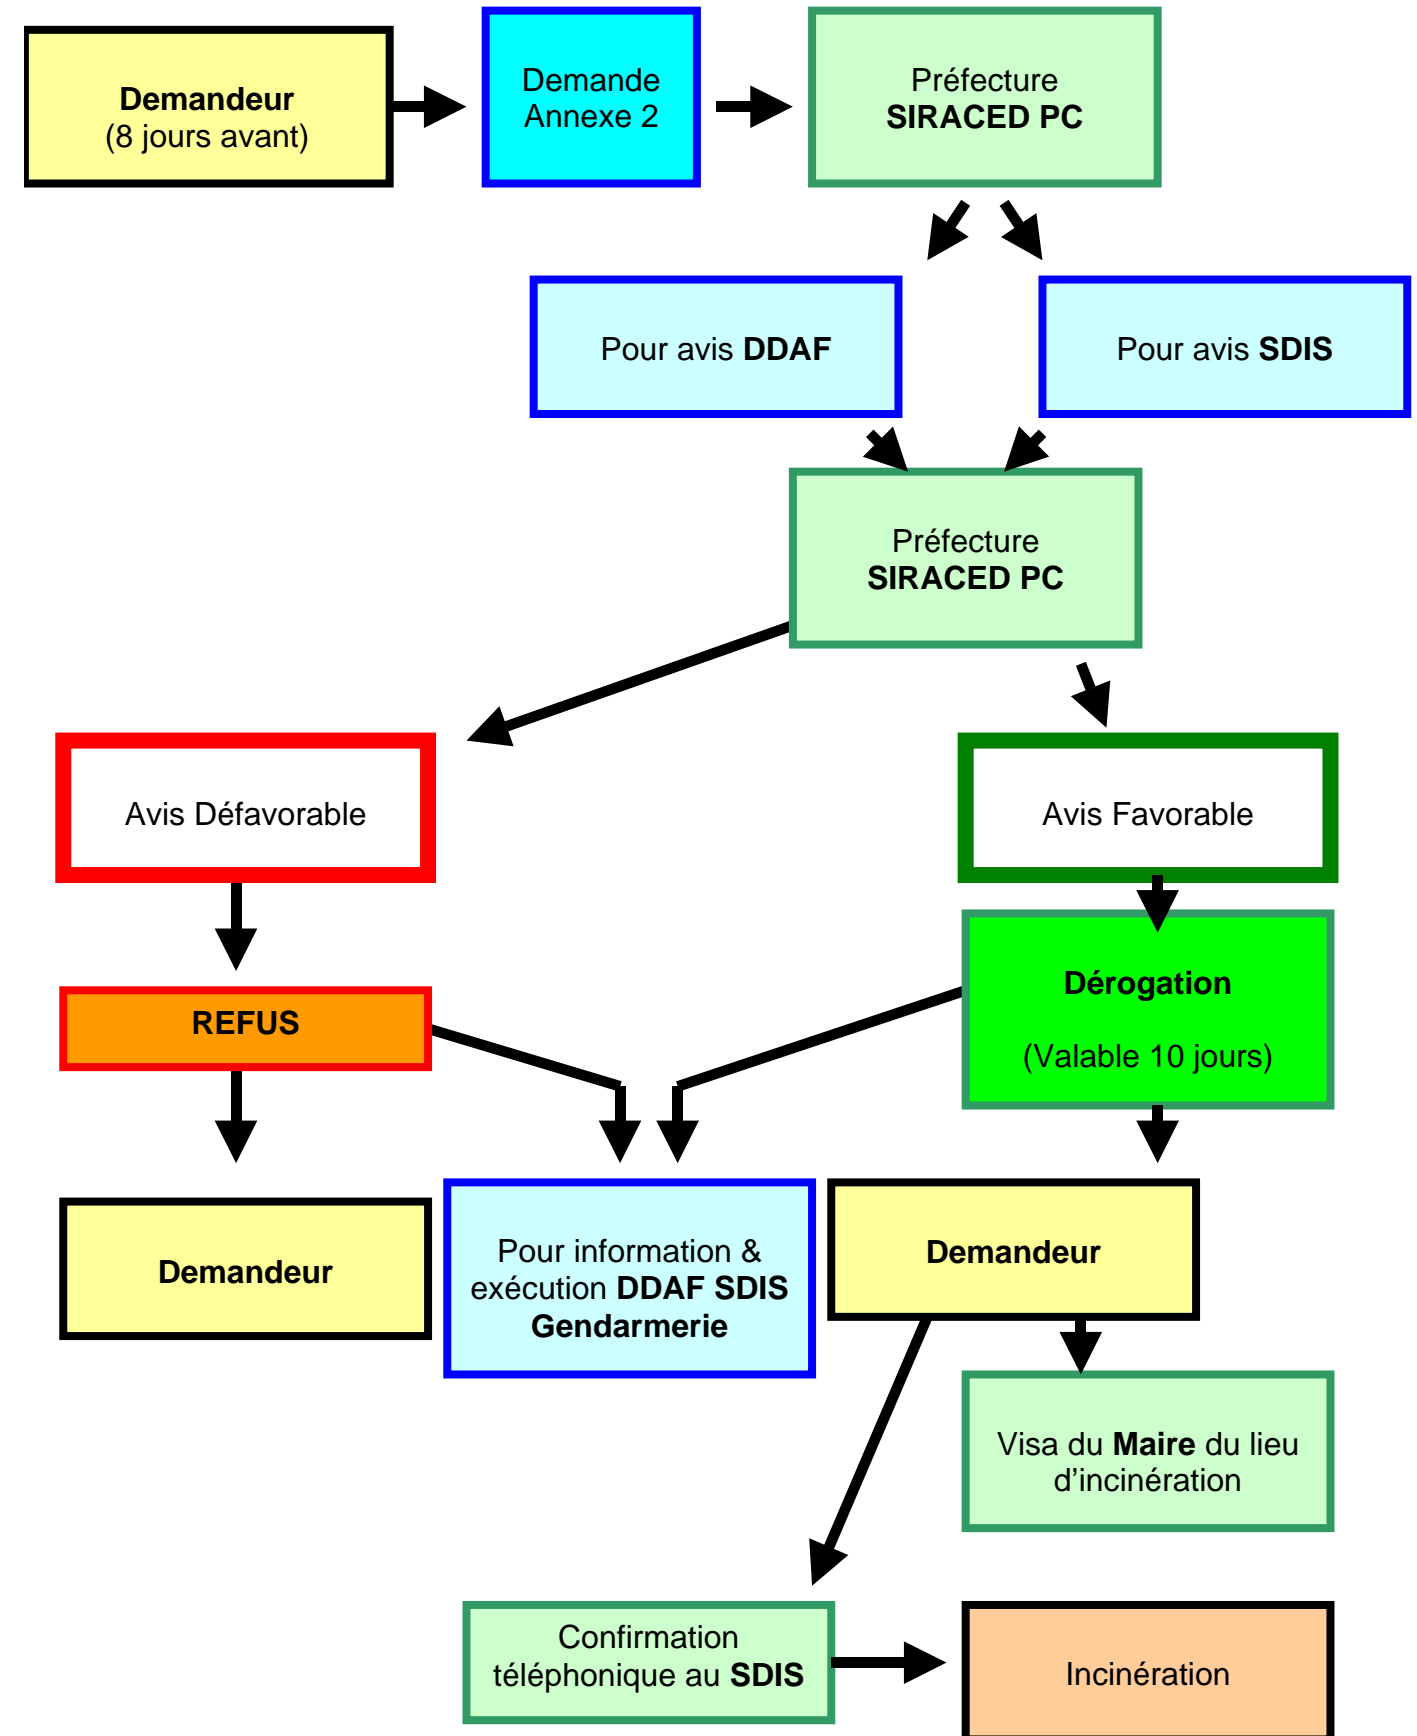 Demandeur
(8 jours avant)
Demande
Annexe 2
Préfecture
SIRACED PC
Pour avis DDAF
Pour avis SDIS
Préfecture
SIRACED PC
Avis Défavorable
Avis Favorable
REFUS
Dérogation
(Valable 10 jours)
Demandeur
Pour information &
exécution DDAF SDIS
Gendarmerie
Demandeur
Visa du Maire du lieu
d’incinération
Confirmation
téléphonique au SDIS
Incinération